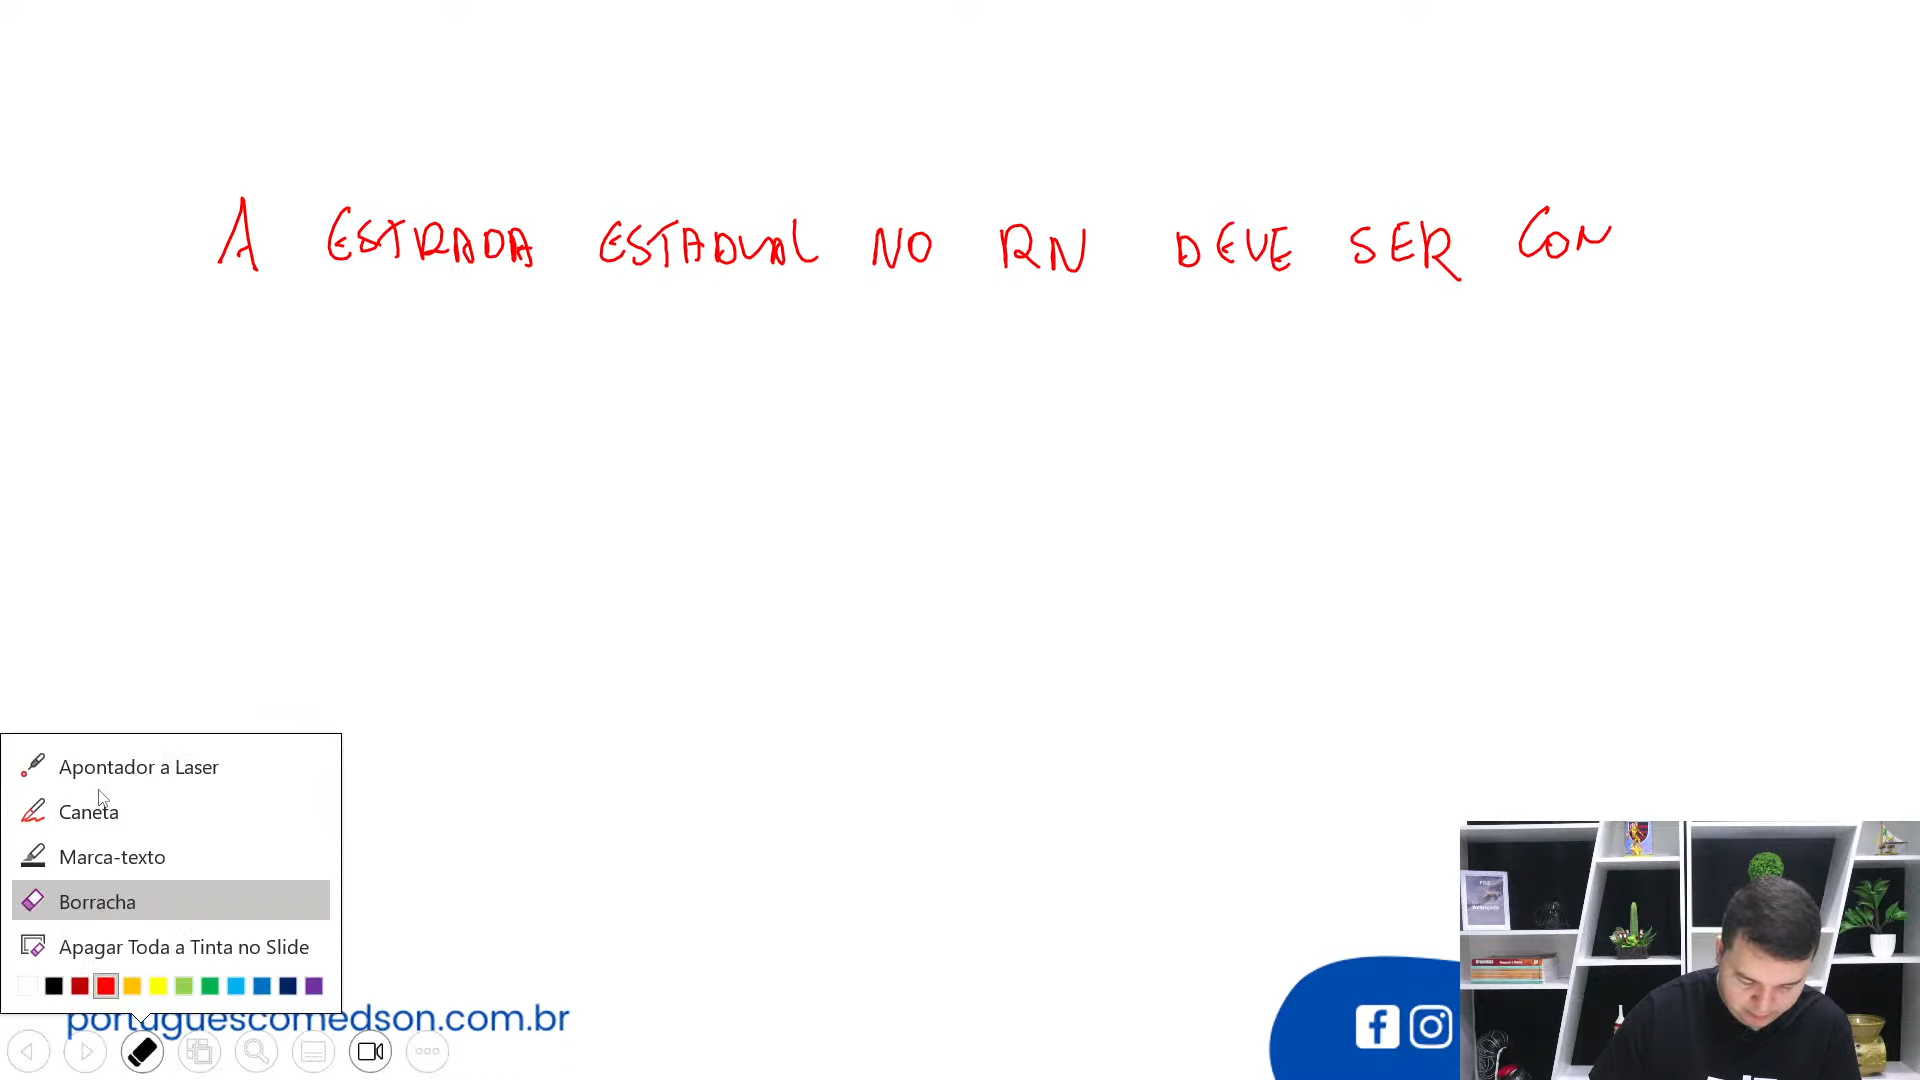 A ESTRADA ESTADUAL NO RN DEVE SER CON
Apontador a Laser
Caneta
Marca-texto
Borracha
Apagar Toda a Tinta no Slide
portuguescomedson.com.br